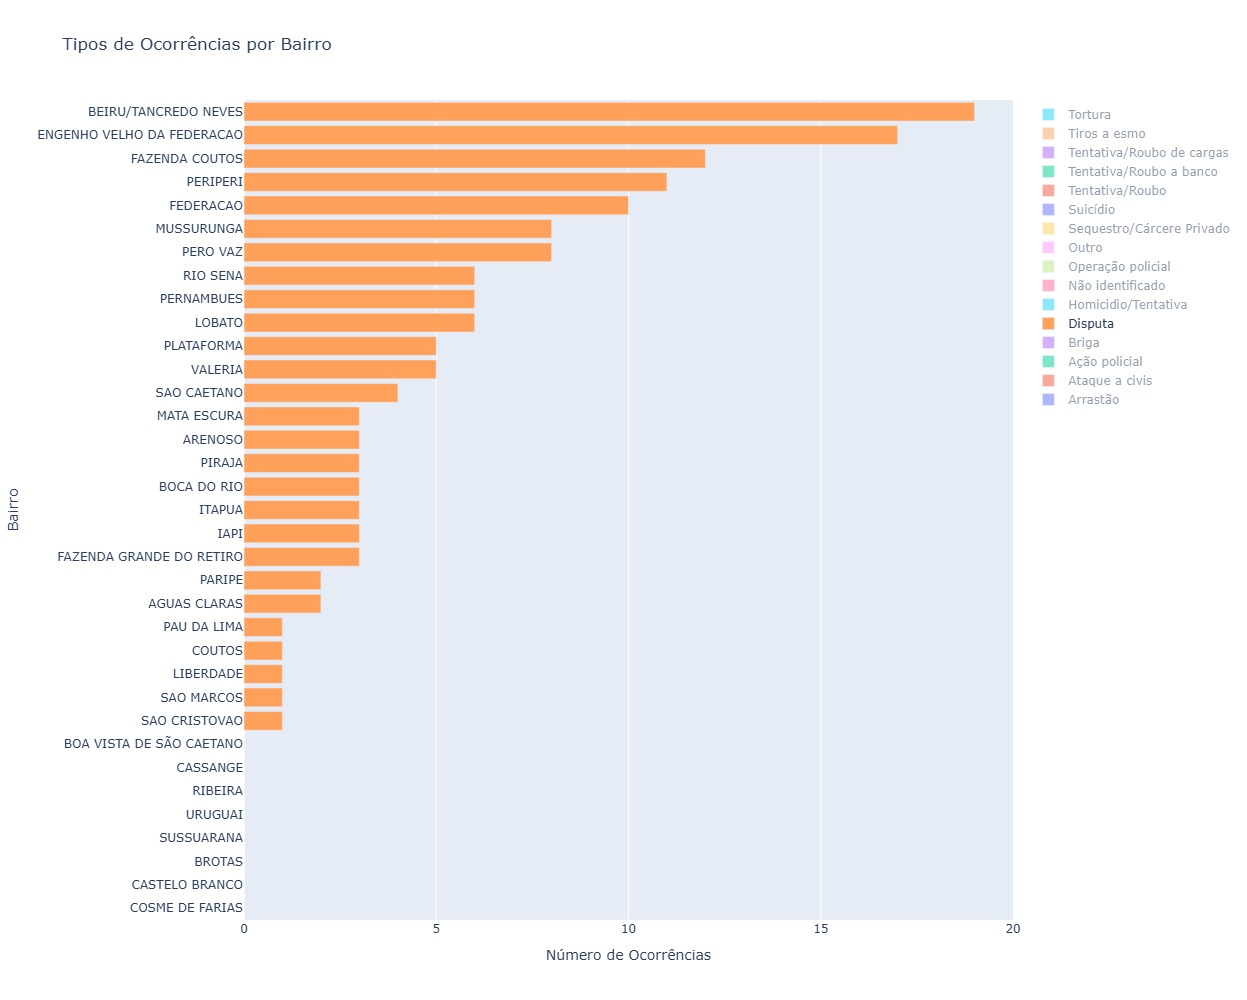 Tipos de Ocorrências por Bairro
BEIRU/TANCREDO NEVES
ENGENHO VELHO DA FEDERACAO
FAZENDA COUTOS
PERIPERI
FEDERACAO
MUSSURUNGA
PERO VAZ
RIO SENA
PERNAMBUES
LOBATO
PLATAFORMA
VALERIA
SAO CAETANO
MATA ESCURA
ARENOSO
PIRAJA
BOCA DO RIO
ITAPUA
IAPI
FAZENDA GRANDE DO RETIRO
PARIPE
AGUAS CLARAS
PAU DA LIMA
COUTOS
LIBERDADE
SAO MARCOS
SAO CRISTOVAO
BOA VISTA DE SÃO CAETANO
CASSANGE
RIBEIRA
URUGUAI
SUSSUARANA
BROTAS
CASTELO BRANCO
COSME DE FARIAS
Bairro
0 5 10 15 20
Número de Ocorrências
Tortura
Tiros a esmo
Tentativa/Roubo de cargas
Tentativa/Roubo a banco
Tentativa/Roubo
Suicídio
Sequestro/Cárcere Privado
Outro
Operação policial
Não identificado
Homicidio/Tentativa
Disputa
Briga
Ação policial
Ataque a civis
Arrastão